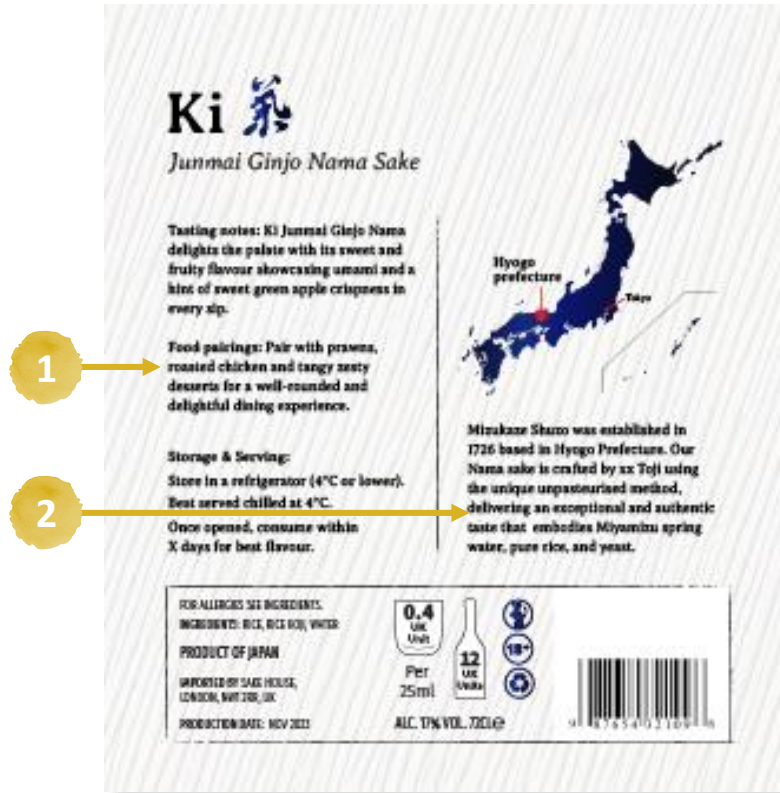 Ki 氣
Junmai Ginjo Nama Sake
Tasting notes: Ki Junmai Ginjo Nama
delights the palate with its sweet and
fruity flavour showcasing umami and a
hint of sweet green apple crispness in
every sip.
1
Food pairings: Pair with prawns,
roasted chicken and tangy zesty
desserts for a well-rounded and
delightful dining experience.
Storage & Serving:
Store in a refrigerator (4°C or lower).
Best served chilled at 4°C.
2
Once opened, consume within
X days for best flavour.
Hyogo
prefecture
Tokyo
Mizukaze Shuzo was established in
1726 based in Hyogo Prefecture. Our
Nama sake is crafted by xx Toji using
the unique unpasteurised method,
delivering an exceptional and authentic
taste that embodies Miyamizu spring
water, pure rice, and yeast.
FOR ALLERGIES SEE INGREDIENTS.
INGREDIENTS: RICE, RICE KOJI, WATER
PRODUCT OF JAPAN
IMPORTED BY SAKE HOUSE,
LONDON, UK
PRODUCTION DATE: NOV 2023
0.4
UK
Unit
Per
25ml
12
UK
Units
18+
ALC. 17% VOL. 72CL e
9 87654 32109